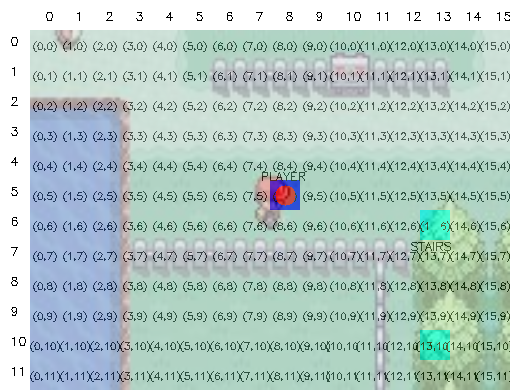 0 1 2 3 4 5 6 7 8 9 10 11 12 13 14 15
0 (0,0) (1,0) (2,0) (3,0) (4,0) (5,0) (6,0) (7,0) (8,0) (9,0) (10,0) (11,0) (12,0) (13,0) (14,0) (15,0)
1 (0,1) (1,1) (2,1) (3,1) (4,1) (5,1) (6,1) (7,1) (8,1) (9,1) (10,1) (11,1) (12,1) (13,1) (14,1) (15,1)
2 (0,2) (1,2) (2,2) (3,2) (4,2) (5,2) (6,2) (7,2) (8,2) (9,2) (10,2) (11,2) (12,2) (13,2) (14,2) (15,2)
3 (0,3) (1,3) (2,3) (3,3) (4,3) (5,3) (6,3) (7,3) (8,3) (9,3) (10,3) (11,3) (12,3) (13,3) (14,3) (15,3)
4 (0,4) (1,4) (2,4) (3,4) (4,4) (5,4) (6,4) (7,4) (8,4) (9,4) (10,4) (11,4) (12,4) (13,4) (14,4) (15,4)
PLAYER
5 (0,5) (1,5) (2,5) (3,5) (4,5) (5,5) (6,5) (7,5) (9,5) (10,5) (11,5) (12,5) (13,5) (14,5) (15,5)
6 (0,6) (1,6) (2,6) (3,6) (4,6) (5,6) (6,6) (7,6) (8,6) (9,6) (10,6) (11,6) (12,6) (14,6) (15,6)
STAIRS
7 (0,7) (1,7) (2,7) (3,7) (4,7) (5,7) (6,7) (7,7) (8,7) (9,7) (10,7) (11,7) (12,7) (13,7) (14,7) (15,7)
8 (0,8) (1,8) (2,8) (3,8) (4,8) (5,8) (6,8) (7,8) (8,8) (9,8) (10,8) (11,8) (12,8) (13,8) (14,8) (15,8)
9 (0,9) (1,9) (2,9) (3,9) (4,9) (5,9) (6,9) (7,9) (8,9) (9,9) (10,9) (11,9) (12,9) (13,9) (14,9) (15,9)
10 (0,10) (1,10) (2,10) (3,10) (4,10) (5,10) (6,10) (7,10) (8,10) (9,10) (10,10) (11,10) (12,10) (13,10) (14,10) (15,10)
11 (0,11) (1,11) (2,11) (3,11) (4,11) (5,11) (6,11) (7,11) (8,11) (9,11) (10,11) (11,11) (12,11) (13,11) (14,11) (15,11)